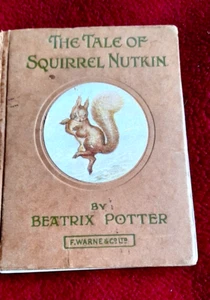 THE TALE OF
SQUIRREL NUTKIN
BY
BEATRIX POTTER
F. WARNE & Co LTD